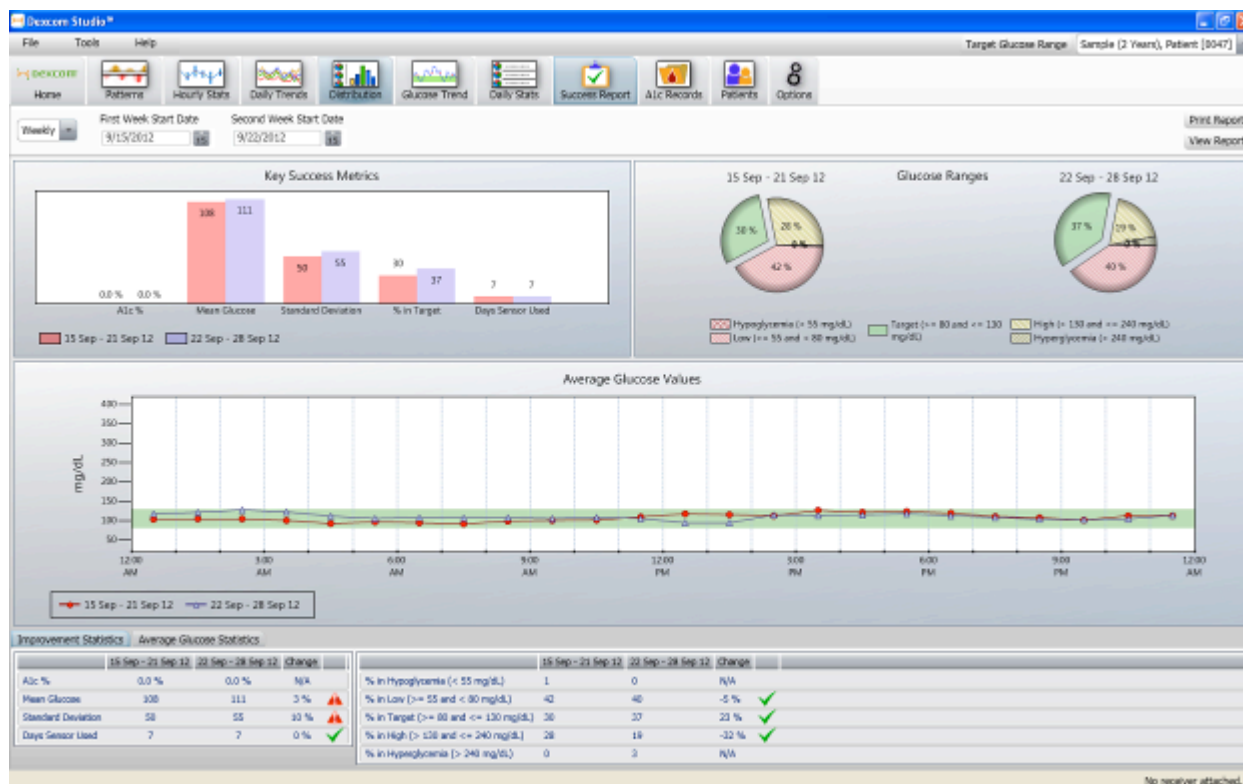 Dexcom Studio™
File Tools Help Target Glucose Range Sample (2 Years), Patient [0047]
DEXCOM
Home Patterns Hourly Stats Daily Trends Distribution Glucose Trend Daily Stats Success Report A1c Records Patients Options
First Week Start Date Second Week Start Date
Weekly 9/15/2012 15 9/22/2012 15
Print Report
View Report
Key Success Metrics
108 111
50 55
30 37
7 7
0.0 % 0.0 %
A1c % Mean Glucose Standard Deviation % in Target Days Sensor Used
15 Sep - 21 Sep 12 22 Sep - 28 Sep 12
15 Sep - 21 Sep 12 Glucose Ranges 22 Sep - 28 Sep 12
30 % 28 % 0 % 42 %
37 % 19 % 40 %
Hypoglycemia (< 55 mg/dL) Target (>= 80 and <= 130 mg/dL) High (> 130 and <= 240 mg/dL)
Low (>= 55 and < 80 mg/dL) Hyperglycemia (> 240 mg/dL)
Average Glucose Values
mg/dL
400
350
300
250
200
150
100
50
12:00 AM 3:00 AM 6:00 AM 9:00 AM 12:00 PM 3:00 PM 6:00 PM 9:00 PM 12:00 AM
15 Sep - 21 Sep 12 22 Sep - 28 Sep 12
Improvement Statistics Average Glucose Statistics
15 Sep - 21 Sep 12 22 Sep - 28 Sep 12 Change
A1c % 0.0 % 0.0 % N/A
Mean Glucose 108 111 3 %
Standard Deviation 50 55 10 %
Days Sensor Used 7 7 0 %
15 Sep - 21 Sep 12 22 Sep - 28 Sep 12 Change
% in Hypoglycemia (< 55 mg/dL) 1 0 N/A
% in Low (>= 55 and < 80 mg/dL) 42 40 -5 %
% in Target (>= 80 and <= 130 mg/dL) 30 37 23 %
% in High (> 130 and <= 240 mg/dL) 28 19 -32 %
% in Hyperglycemia (> 240 mg/dL) 0 3 N/A
No receiver attached.